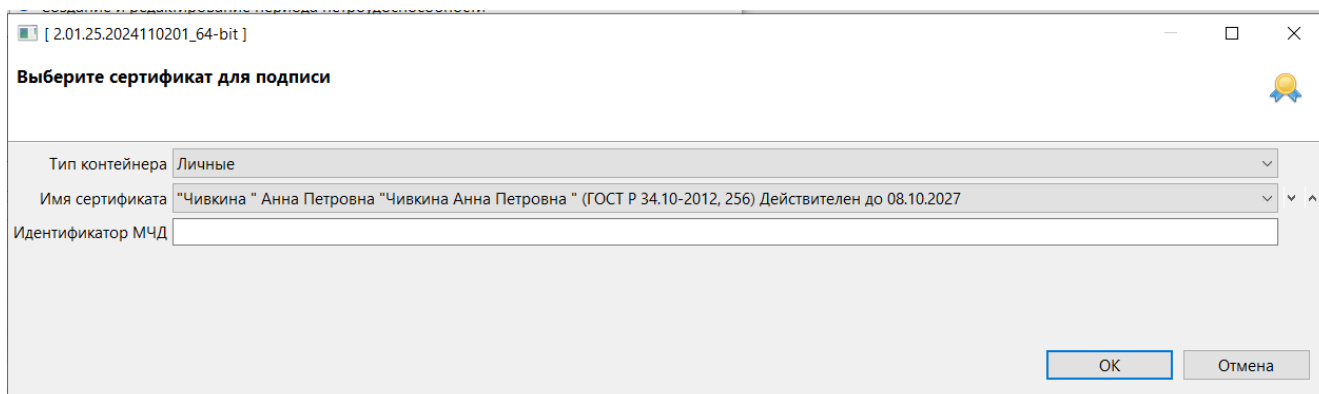 [ 2.01.25.2024110201_64-bit ]
Выберите сертификат для подписи
Тип контейнера Личные
Имя сертификата "Чивкина " Анна Петровна "Чивкина Анна Петровна " (ГОСТ Р 34.10-2012, 256) Действителен до 08.10.2027
Идентификатор МЧД
ОК Отмена